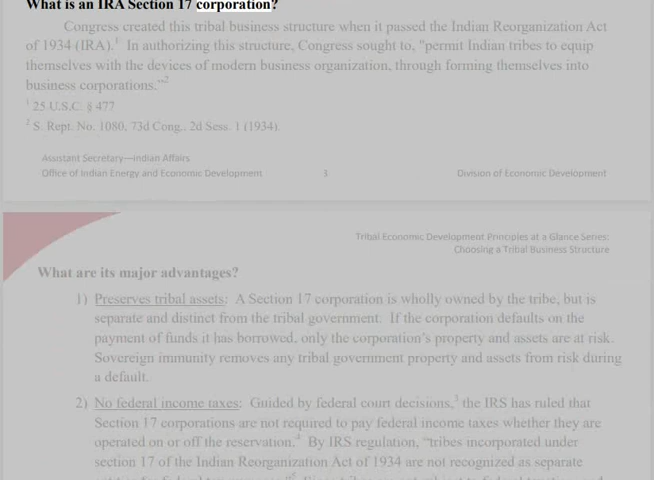 What is an IRA Section 17 corporation?
Congress created this tribal business structure when it passed the Indian Reorganization Act
of 1934 (IRA).1 In authorizing this structure, Congress sought to, "permit Indian tribes to equip
themselves with the devices of modern business organization, through forming themselves into
business corporations."2
1 25 U.S.C. § 477
2 S. Rept. No. 1080, 73d Cong., 2d Sess. 1 (1934).
Assistant Secretary—Indian Affairs
Office of Indian Energy and Economic Development 3 Division of Economic Development
Tribal Economic Development Principles at a Glance Series:
Choosing a Tribal Business Structure
What are its major advantages?
1) Preserves tribal assets: A Section 17 corporation is wholly owned by the tribe, but is
separate and distinct from the tribal government. If the corporation defaults on the
payment of funds it has borrowed, only the corporation's property and assets are at risk.
Sovereign immunity removes any tribal government property and assets from risk during
a default.
2) No federal income taxes: Guided by federal court decisions,3 the IRS has ruled that
Section 17 corporations are not required to pay federal income taxes whether they are
operated on or off the reservation.4 By IRS regulation, "tribes incorporated under
section 17 of the Indian Reorganization Act of 1934 are not recognized as separate